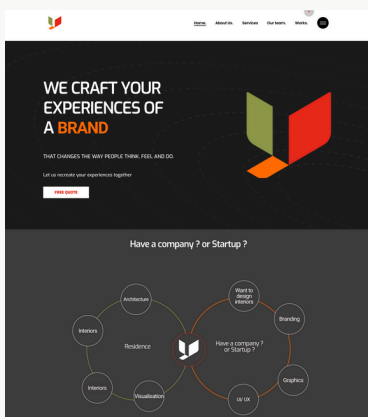 Home.
About Us.
Services
Our team.
Works.
WE CRAFT YOUR
EXPERIENCES OF
A BRAND
THAT CHANGES THE WAY PEOPLE THINK, FEEL AND DO.
Let us recreate your experiences together
FREE QUOTE
Have a company ? or Startup ?
Architecture
Interiors
Residence
Interiors
Visualisation
Want to
design
interiors
Branding
Have a company ?
or Startup ?
Graphics
UI/ UX